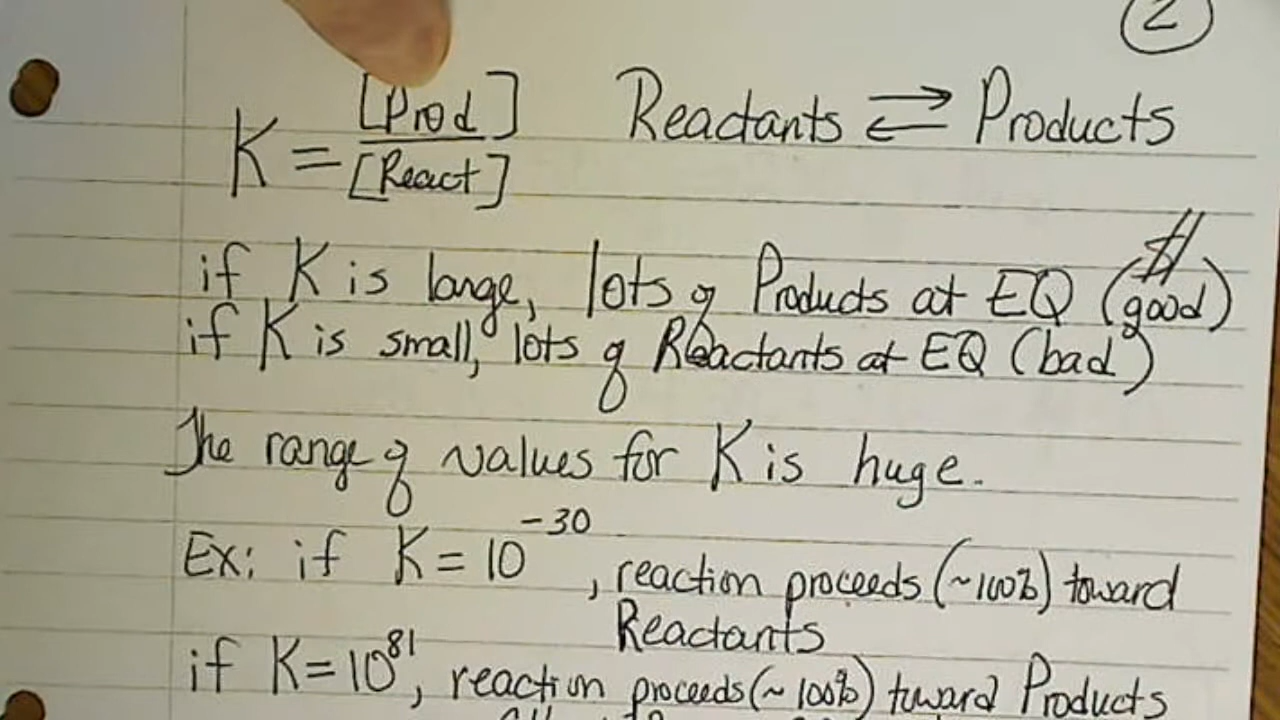 2
K = [Prod] / [React] Reactants ⇄ Products
$
if K is large, lots of Products at EQ (good)
if K is small, lots of Reactants at EQ (bad)
The range of values for K is huge.
Ex: if K = 10^-30, reaction proceeds (~100%) toward
Reactants
if K = 10^81, reaction proceeds (~100%) toward Products